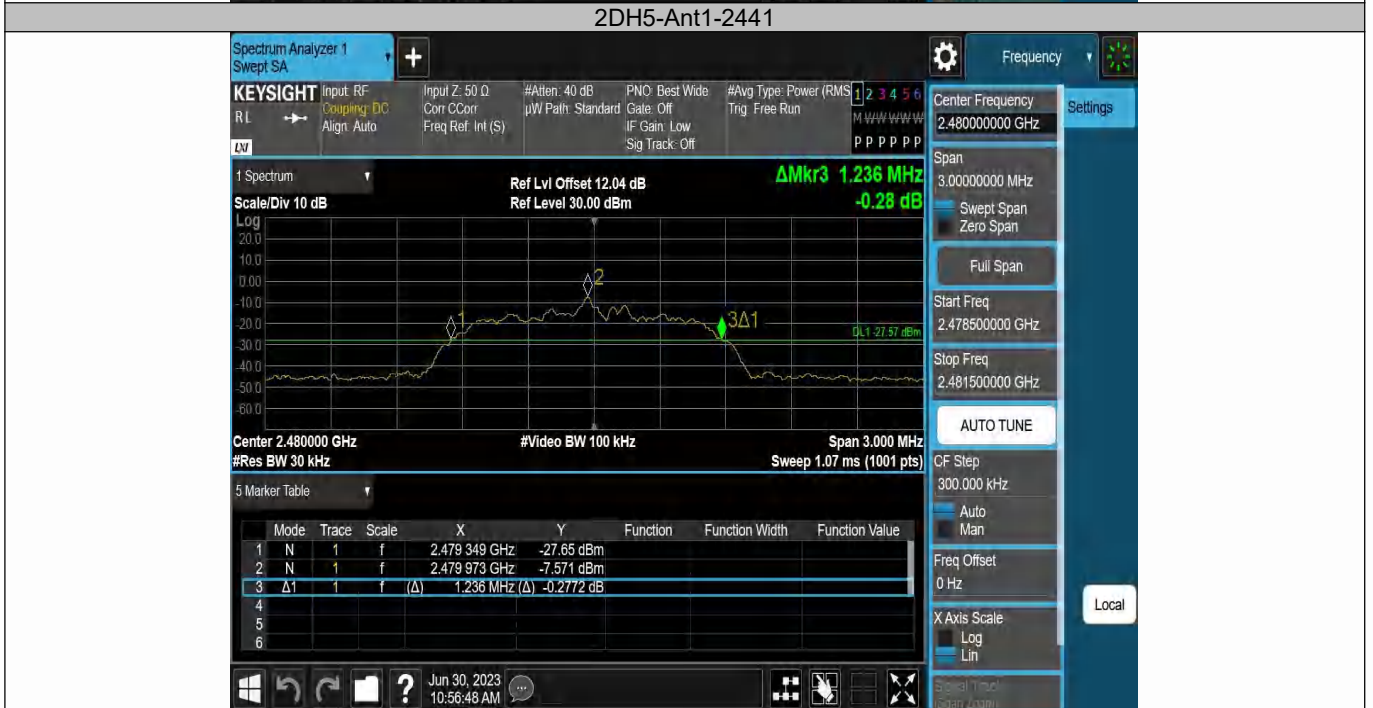 2DH5-Ant1-2441
Spectrum Analyzer 1
Swept SA
+
Frequency
KEYSIGHT
RL
LXI
Input: RF
Coupling: DC
Align: Auto
Input Z: 50 Ω
Corr CCorr
Freq Ref: Int (S)
#Atten: 40 dB
µW Path: Standard
PNO: Best Wide
Gate: Off
IF Gain: Low
Sig Track: Off
#Avg Type: Power (RMS
Trig: Free Run
1 2 3 4 5 6
M W W W W W
P P P P P P
Center Frequency
2.480000000 GHz
Settings
1 Spectrum
Scale/Div 10 dB
Ref Lvl Offset 12.04 dB
Ref Level 30.00 dBm
ΔMkr3 1.236 MHz
-0.28 dB
Span
3.00000000 MHz
Swept Span
Zero Span
Full Span
Start Freq
2.478500000 GHz
Stop Freq
2.481500000 GHz
AUTO TUNE
CF Step
300.000 kHz
Auto
Man
Freq Offset
0 Hz
X Axis Scale
Log
Lin
Local
Log
20.0
10.0
0.00
-10.0
-20.0
-30.0
-40.0
-50.0
-60.0
1
2
3Δ1
DL1 -27.57 dBm
Center 2.480000 GHz
#Video BW 100 kHz
Span 3.000 MHz
#Res BW 30 kHz
Sweep 1.07 ms (1001 pts)
5 Marker Table
Mode Trace Scale X Y Function Function Width Function Value
1 N 1 f 2.479 349 GHz -27.65 dBm
2 N 1 f 2.479 973 GHz -7.571 dBm
3 Δ1 1 f (Δ) 1.236 MHz (Δ) -0.2772 dB
4
5
6
?
Jun 30, 2023
10:56:48 AM